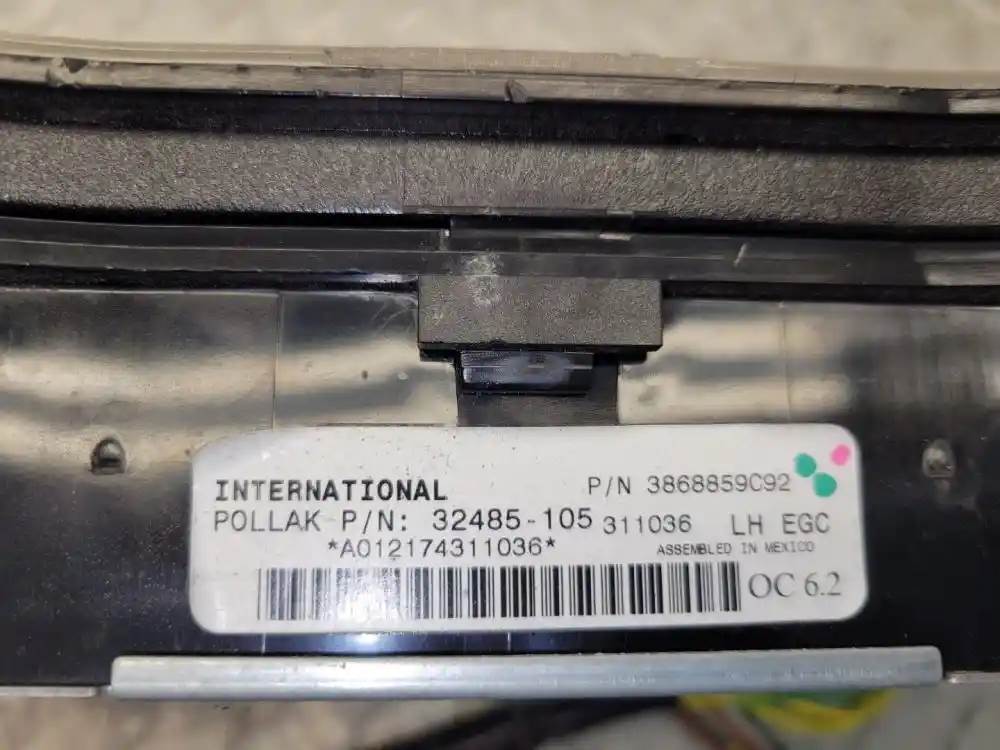 INTERNATIONAL P/N 3868859C92
POLLAK P/N: 32485-105 311036 LH EGC
*A012174311036* ASSEMBLED IN MEXICO
OC 6.2